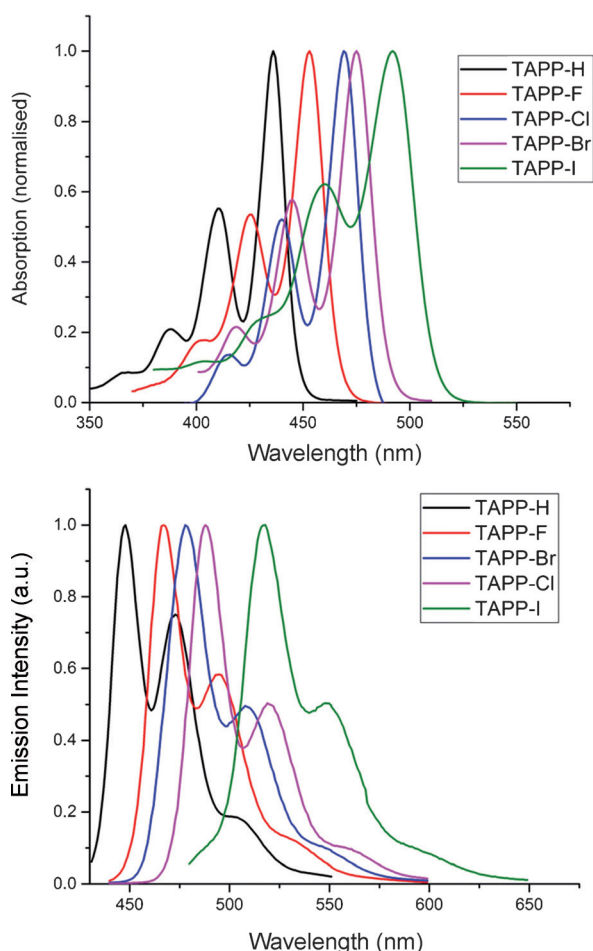 Absorption (normalised)
1.0
0.8
0.6
0.4
0.2
0.0
350
400
450
500
550
Wavelength (nm)
TAPP-H
TAPP-F
TAPP-Cl
TAPP-Br
TAPP-I
Emission Intensity (a.u.)
1.0
0.8
0.6
0.4
0.2
0.0
450
500
550
600
650
Wavelength (nm)
TAPP-H
TAPP-F
TAPP-Br
TAPP-Cl
TAPP-I